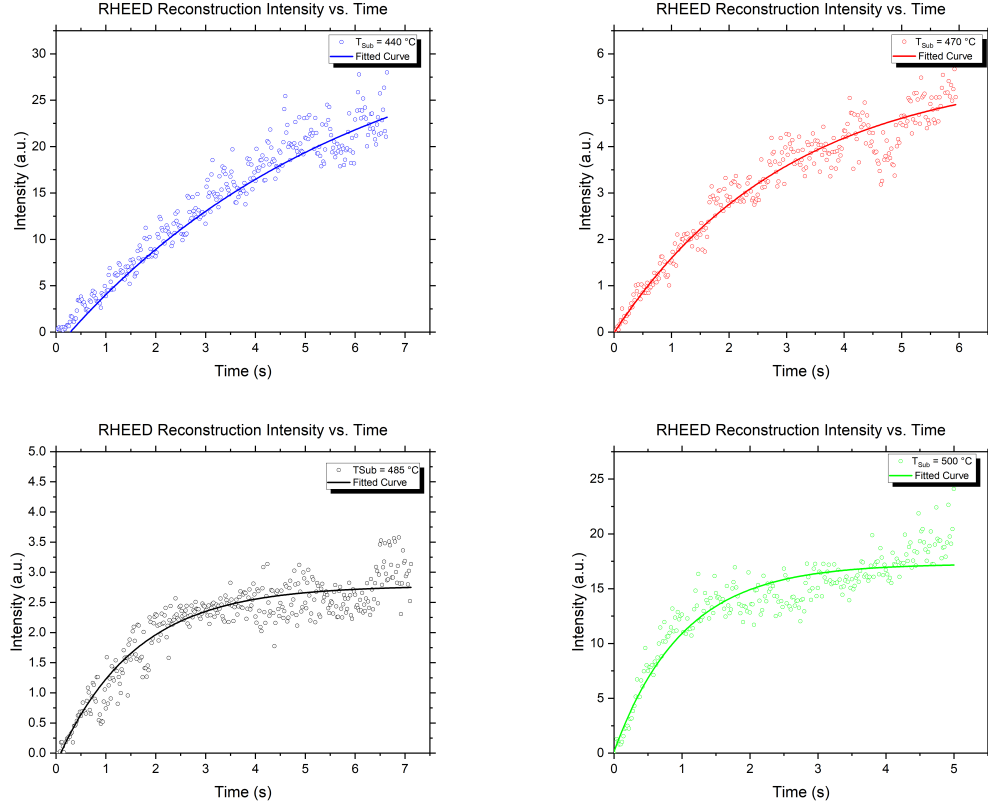 RHEED Reconstruction Intensity vs. Time
T_Sub = 440 °C
Fitted Curve
30
25
20
15
10
5
0
Intensity (a.u.)
0 1 2 3 4 5 6 7
Time (s)
RHEED Reconstruction Intensity vs. Time
T_Sub = 470 °C
Fitted Curve
6
5
4
3
2
1
0
Intensity (a.u.)
0 1 2 3 4 5 6
Time (s)
RHEED Reconstruction Intensity vs. Time
TSub = 485 °C
Fitted Curve
5.0
4.5
4.0
3.5
3.0
2.5
2.0
1.5
1.0
0.5
0.0
Intensity (a.u.)
0 1 2 3 4 5 6 7
Time (s)
RHEED Reconstruction Intensity vs. Time
T_Sub = 500 °C
Fitted Curve
25
20
15
10
5
0
Intensity (a.u.)
0 1 2 3 4 5
Time (s)